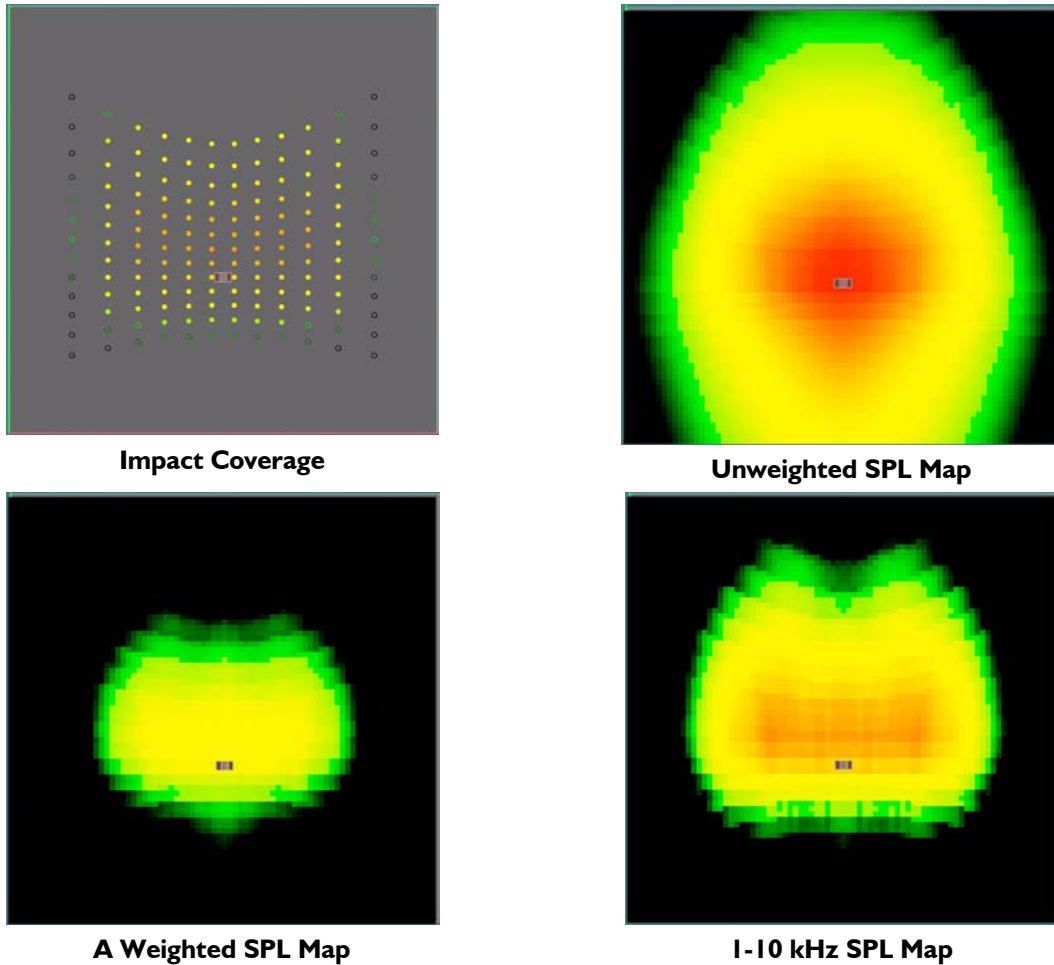 Impact Coverage
Unweighted SPL Map
A Weighted SPL Map
1-10 kHz SPL Map